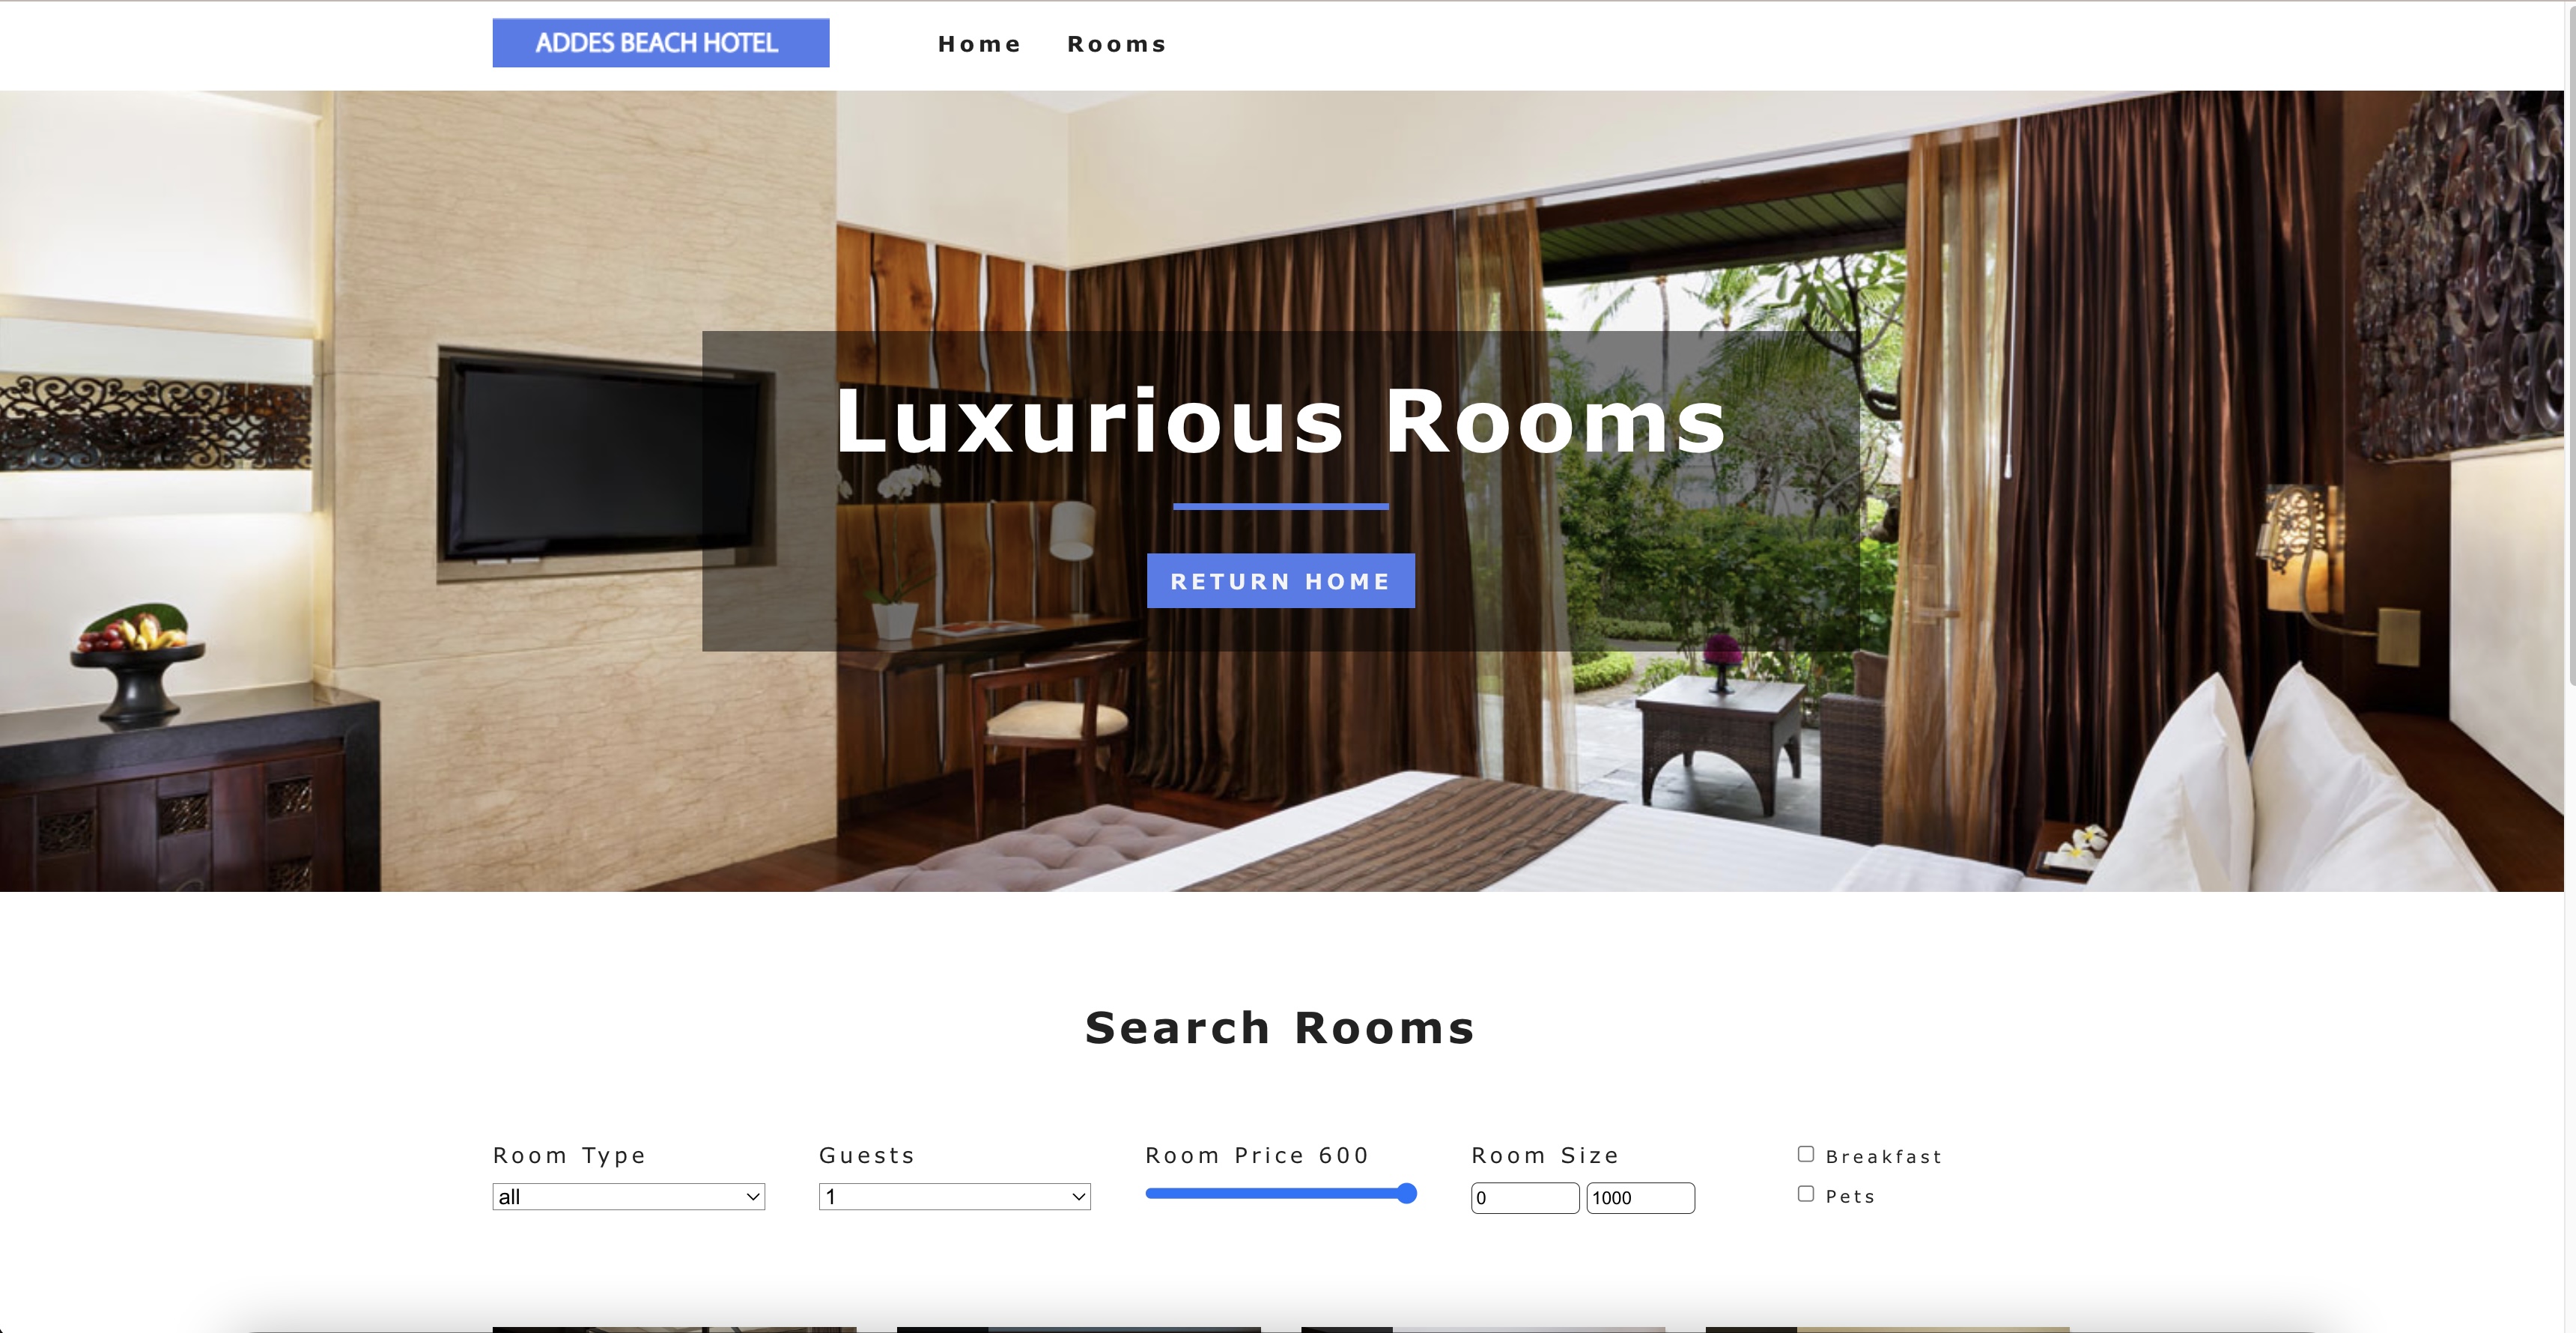 ADDES BEACH HOTEL
Home Rooms
Luxurious Rooms
RETURN HOME
Search Rooms
Room Type Guests Room Price 600 Room Size Breakfast
all 1 0 1000 Pets